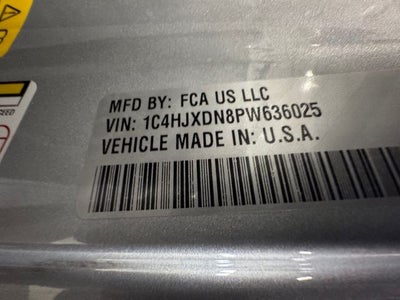 MFD BY: FCA US LLC
VIN: 1C4HJXDN8PW636025
VEHICLE MADE IN: U.S.A.